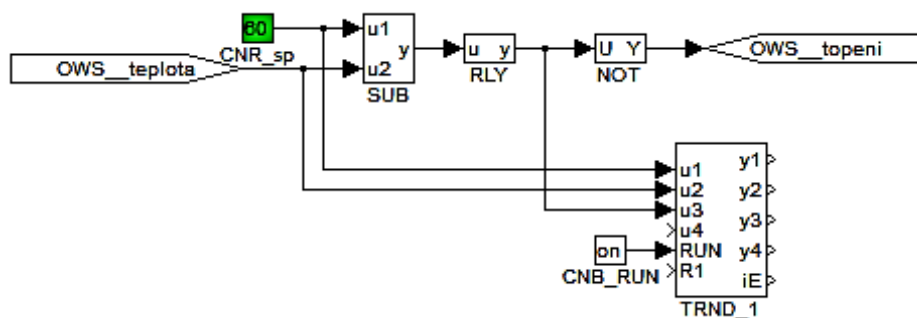 u1
u2
y
SUB
CNR_sp
OWS__teplota
u y
RLY
U Y
NOT
OWS__topeni
u1
u2
u3
u4
RUN
R1
y1
y2
y3
y4
iE
TRND_1
on
CNB_RUN